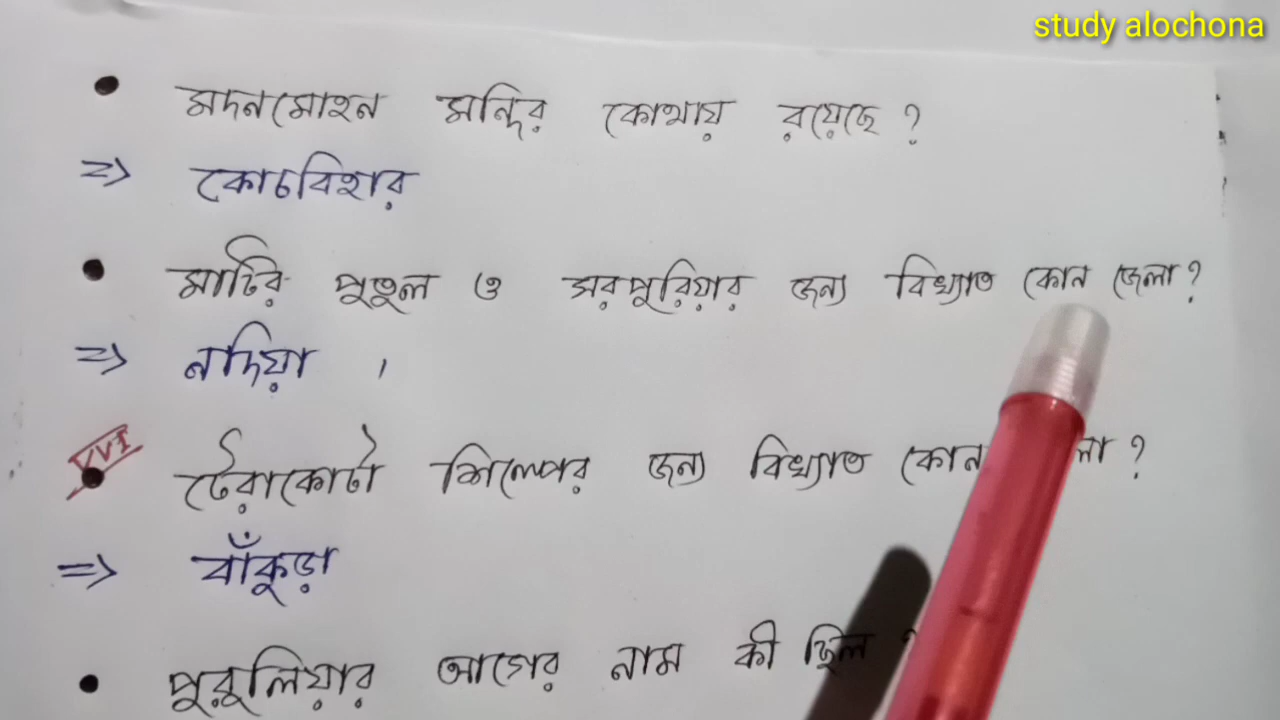 study alochona
• মদনমোহন মন্দির কোথায় রয়েছে ?
=> কোচবিহার
• মাটির পুতুল ও সরপুরিয়ার জন্য বিখ্যাত কোন জেলা ?
=> নদিয়া ,
VVI
• টেরাকোটা শিল্পের জন্য বিখ্যাত কোন লা ?
=> বাঁকুড়া
• পুরুলিয়ার আগের নাম কী ছিল ?